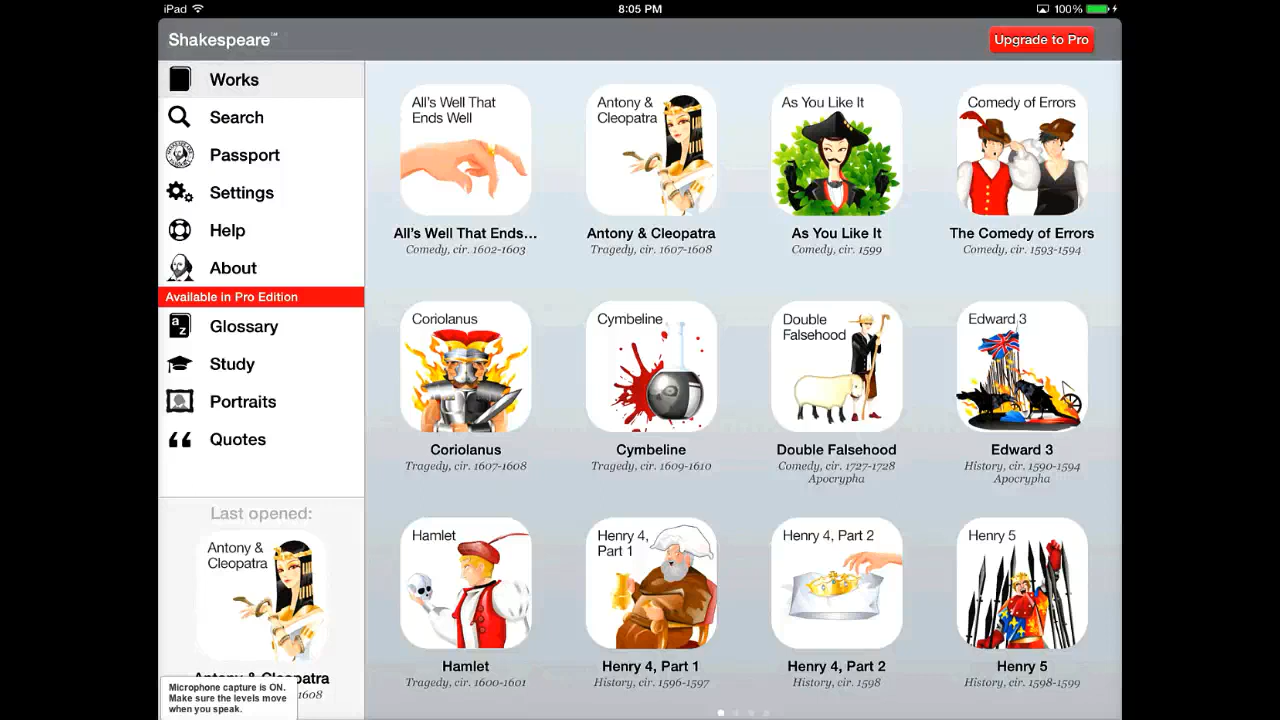 iPad
8:05 PM
100%
Shakespeare™
Upgrade to Pro
Works
Search
Passport
Settings
Help
About
Available in Pro Edition
Glossary
Study
Portraits
Quotes
Last opened:
Antony &
Cleopatra
Antony & Cleopatra
1608
Microphone capture is ON.
Make sure the levels move
when you speak.
All's Well That
Ends Well
All's Well That Ends...
Comedy, cir. 1602-1603
Antony &
Cleopatra
Antony & Cleopatra
Tragedy, cir. 1607-1608
As You Like It
As You Like It
Comedy, cir. 1599
Comedy of Errors
The Comedy of Errors
Comedy, cir. 1593-1594
Coriolanus
Coriolanus
Tragedy, cir. 1607-1608
Cymbeline
Cymbeline
Tragedy, cir. 1609-1610
Double
Falsehood
Double Falsehood
Comedy, cir. 1727-1728
Apocrypha
Edward 3
Edward 3
History, cir. 1590-1594
Apocrypha
Hamlet
Hamlet
Tragedy, cir. 1600-1601
Henry 4,
Part 1
Henry 4, Part 1
History, cir. 1596-1597
Henry 4, Part 2
Henry 4, Part 2
History, cir. 1598
Henry 5
Henry 5
History, cir. 1598-1599